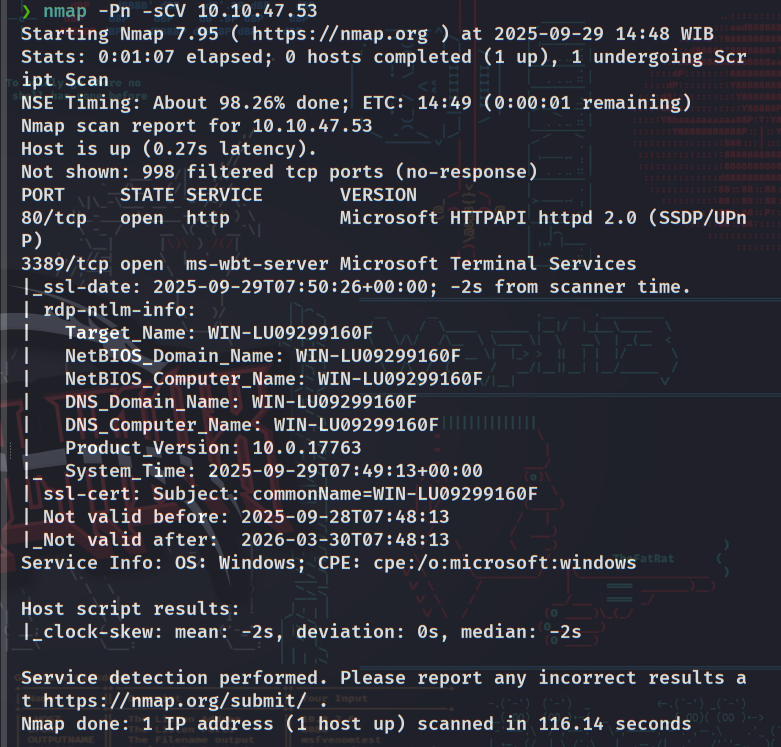 ❯ nmap -Pn -sCV 10.10.47.53
Starting Nmap 7.95 ( https://nmap.org ) at 2025-09-29 14:48 WIB
Stats: 0:01:07 elapsed; 0 hosts completed (1 up), 1 undergoing Scr
ipt Scan
NSE Timing: About 98.26% done; ETC: 14:49 (0:00:01 remaining)
Nmap scan report for 10.10.47.53
Host is up (0.27s latency).
Not shown: 998 filtered tcp ports (no-response)
PORT     STATE SERVICE       VERSION
80/tcp   open  http          Microsoft HTTPAPI httpd 2.0 (SSDP/UPn
P)
3389/tcp open  ms-wbt-server Microsoft Terminal Services
|_ssl-date: 2025-09-29T07:50:26+00:00; -2s from scanner time.
| rdp-ntlm-info:
|   Target_Name: WIN-LU09299160F
|   NetBIOS_Domain_Name: WIN-LU09299160F
|   NetBIOS_Computer_Name: WIN-LU09299160F
|   DNS_Domain_Name: WIN-LU09299160F
|   DNS_Computer_Name: WIN-LU09299160F
|   Product_Version: 10.0.17763
|_  System_Time: 2025-09-29T07:49:13+00:00
| ssl-cert: Subject: commonName=WIN-LU09299160F
| Not valid before: 2025-09-28T07:48:13
|_Not valid after:  2026-03-30T07:48:13
Service Info: OS: Windows; CPE: cpe:/o:microsoft:windows

Host script results:
|_clock-skew: mean: -2s, deviation: 0s, median: -2s

Service detection performed. Please report any incorrect results a
t https://nmap.org/submit/ .
Nmap done: 1 IP address (1 host up) scanned in 116.14 seconds
TheFatRat